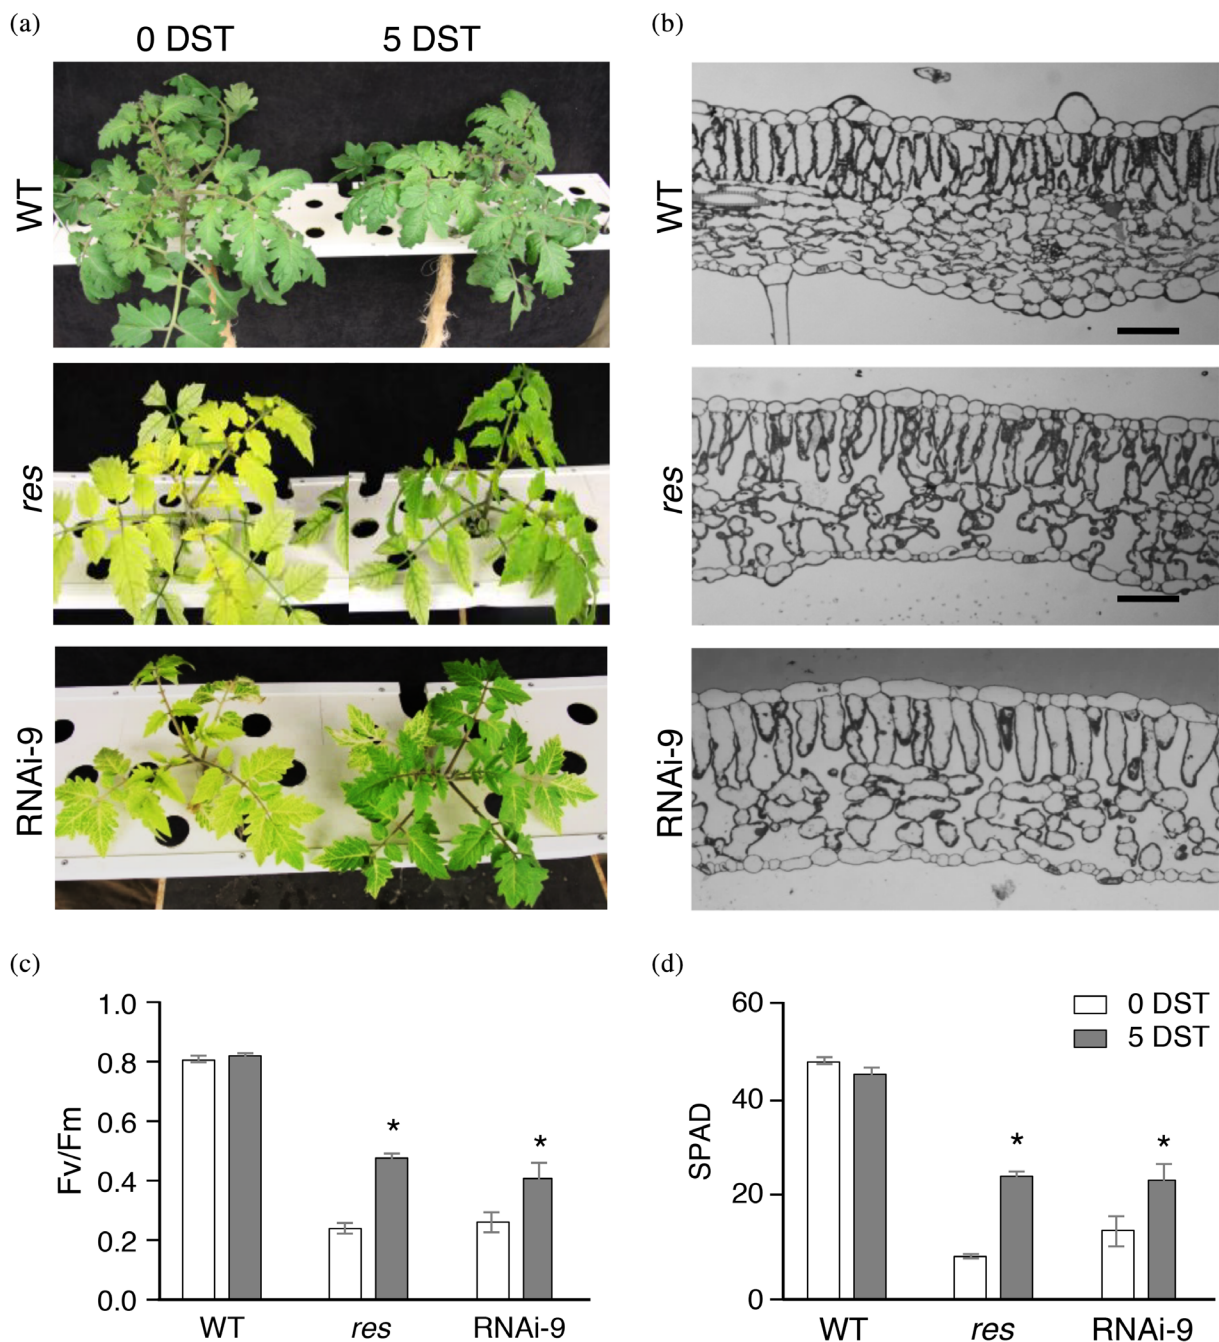 (a)
0 DST 5 DST
WT
res
RNAi-9
(b)
WT
res
RNAi-9
(c)
1.0
0.8
0.6
0.4
0.2
0.0
Fv/Fm
*
*
WT res RNAi-9
(d)
60
40
20
0
SPAD
0 DST
5 DST
*
*
WT res RNAi-9